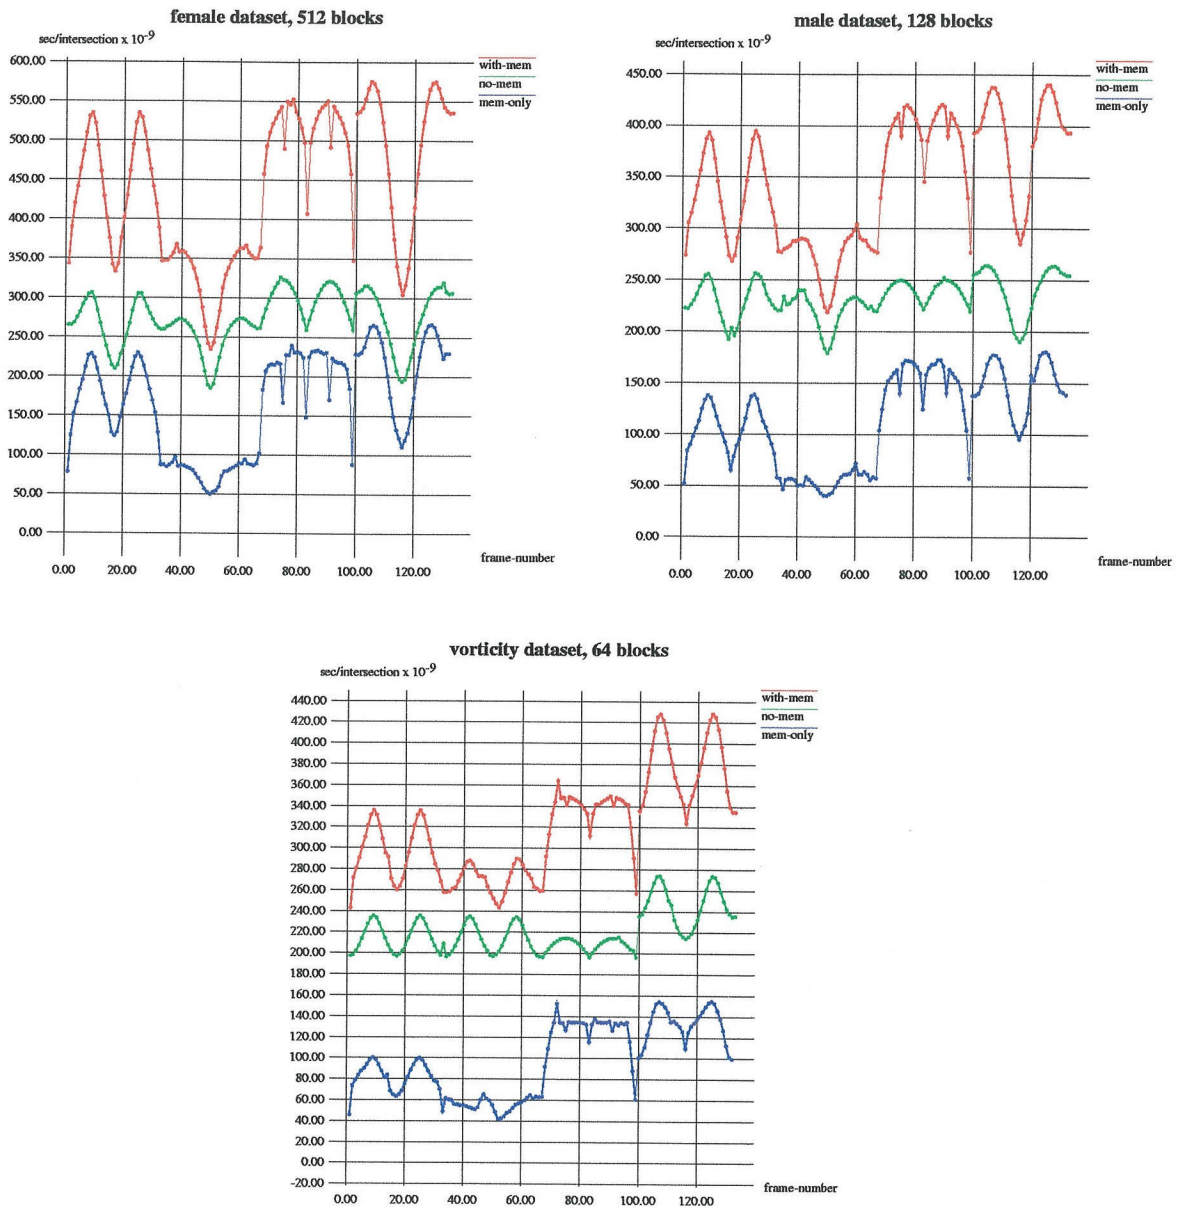 female dataset, 512 blocks
sec/intersection x 10-9
600.00
550.00
500.00
450.00
400.00
350.00
300.00
250.00
200.00
150.00
100.00
50.00
0.00
0.00 20.00 40.00 60.00 80.00 100.00 120.00
frame-number
with-mem
no-mem
mem-only
male dataset, 128 blocks
sec/intersection x 10-9
450.00
400.00
350.00
300.00
250.00
200.00
150.00
100.00
50.00
0.00
0.00 20.00 40.00 60.00 80.00 100.00 120.00
frame-number
with-mem
no-mem
mem-only
vorticity dataset, 64 blocks
sec/intersection x 10-9
440.00
420.00
400.00
380.00
360.00
340.00
320.00
300.00
280.00
260.00
240.00
220.00
200.00
180.00
160.00
140.00
120.00
100.00
80.00
60.00
40.00
20.00
0.00
-20.00
0.00 20.00 40.00 60.00 80.00 100.00 120.00
frame-number
with-mem
no-mem
mem-only